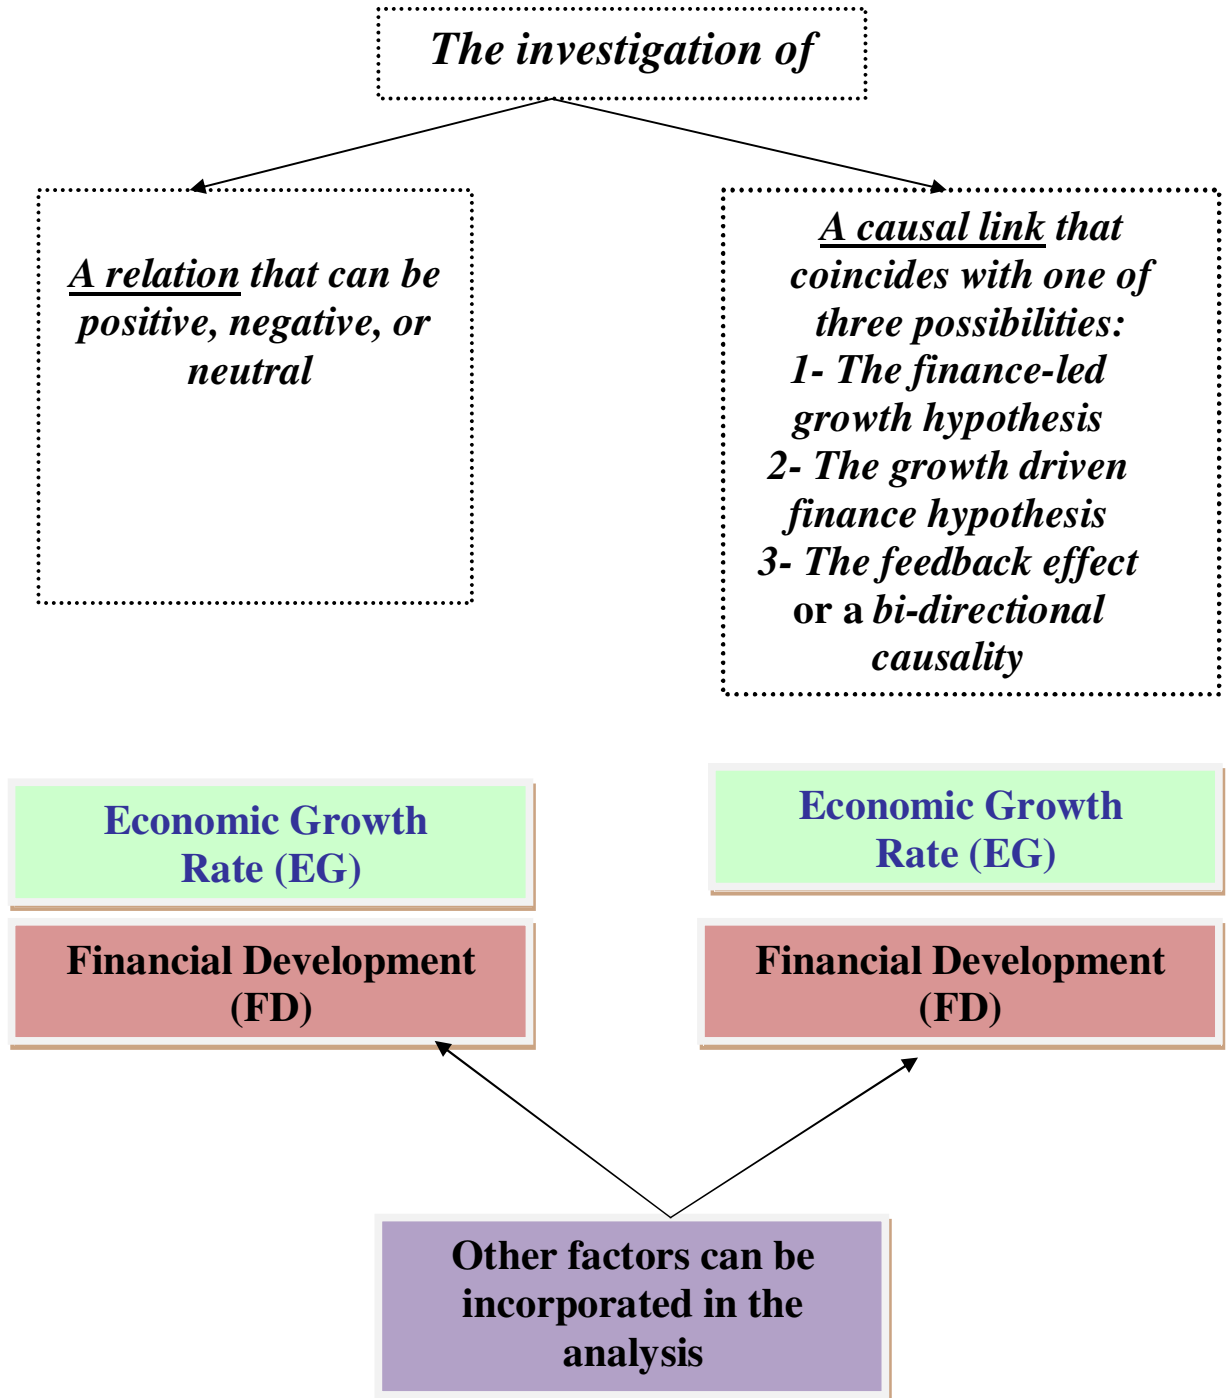 The investigation of
A relation that can be
positive, negative, or
neutral
A causal link that
coincides with one of
three possibilities:
1- The finance-led
growth hypothesis
2- The growth driven
finance hypothesis
3- The feedback effect
or a bi-directional
causality
Economic Growth
Rate (EG)
Financial Development
(FD)
Economic Growth
Rate (EG)
Financial Development
(FD)
Other factors can be
incorporated in the
analysis